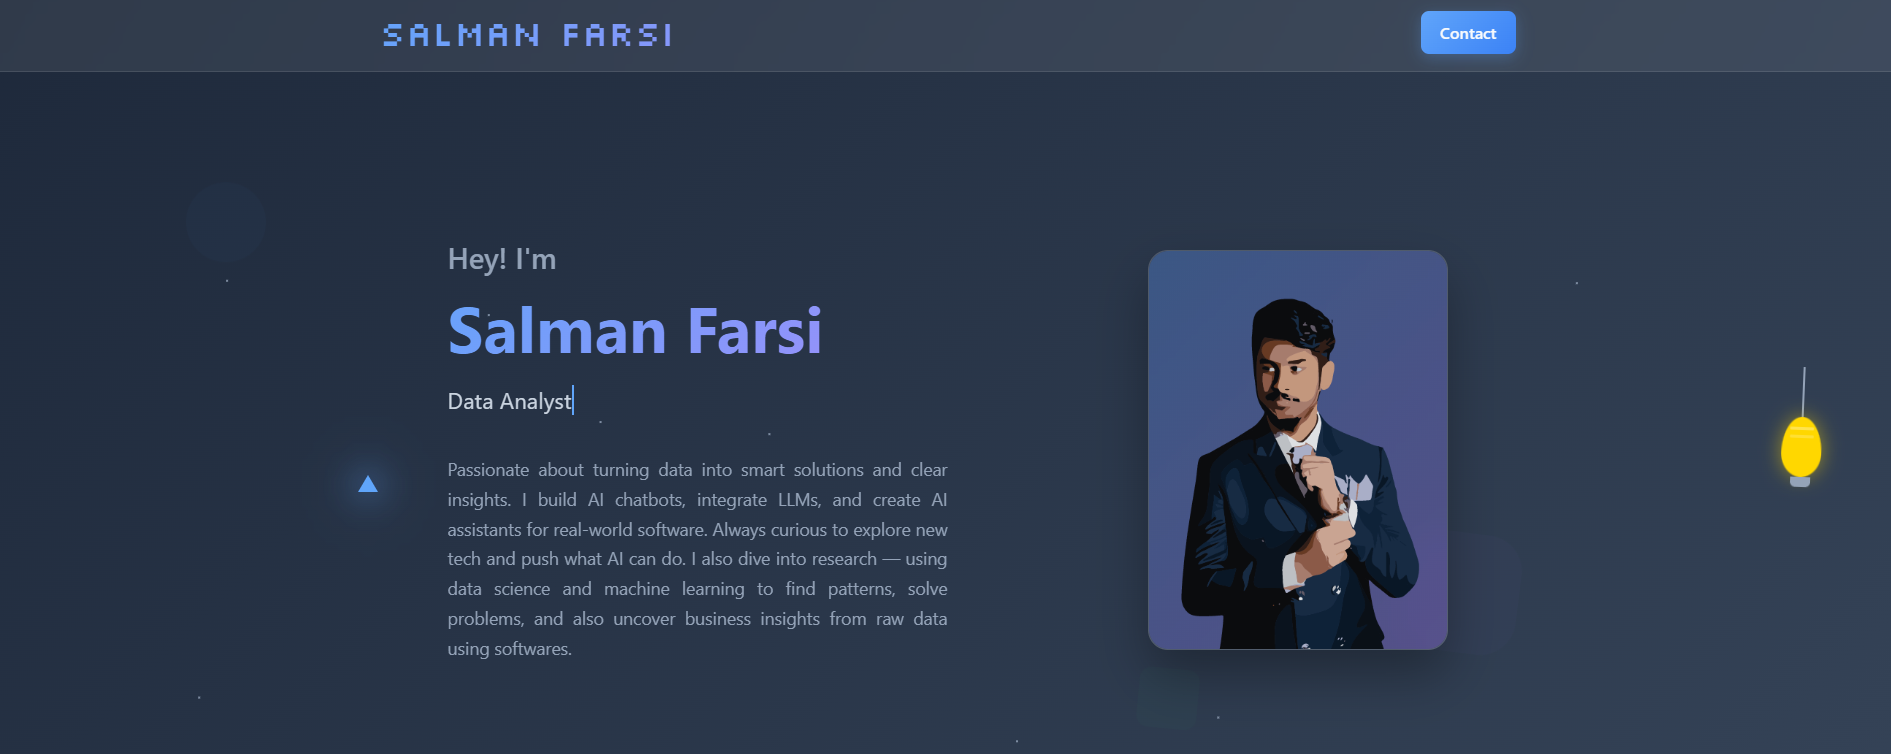 SALMAN FARSI
Contact
Hey! I'm
Salman Farsi
Data Analyst
Passionate about turning data into smart solutions and clear
insights. I build AI chatbots, integrate LLMs, and create AI
assistants for real-world software. Always curious to explore new
tech and push what AI can do. I also dive into research — using
data science and machine learning to find patterns, solve
problems, and also uncover business insights from raw data
using softwares.